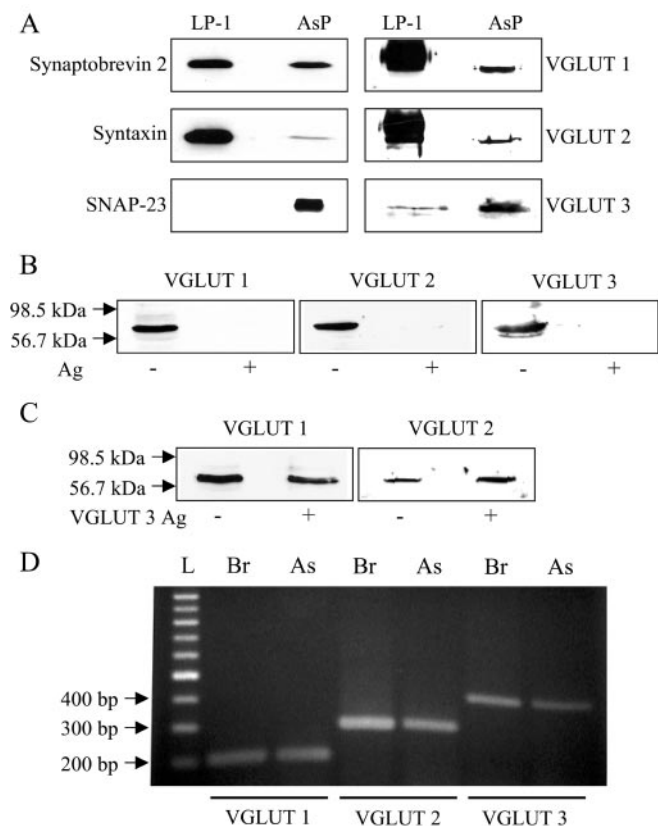 A
LP-1 AsP LP-1 AsP
Synaptobrevin 2 VGLUT 1
Syntaxin VGLUT 2
SNAP-23 VGLUT 3
B
VGLUT 1 VGLUT 2 VGLUT 3
98.5 kDa
56.7 kDa
Ag - + - + - +
C
VGLUT 1 VGLUT 2
98.5 kDa
56.7 kDa
VGLUT 3 Ag - + - +
D
L Br As Br As Br As
400 bp
300 bp
200 bp
VGLUT 1 VGLUT 2 VGLUT 3